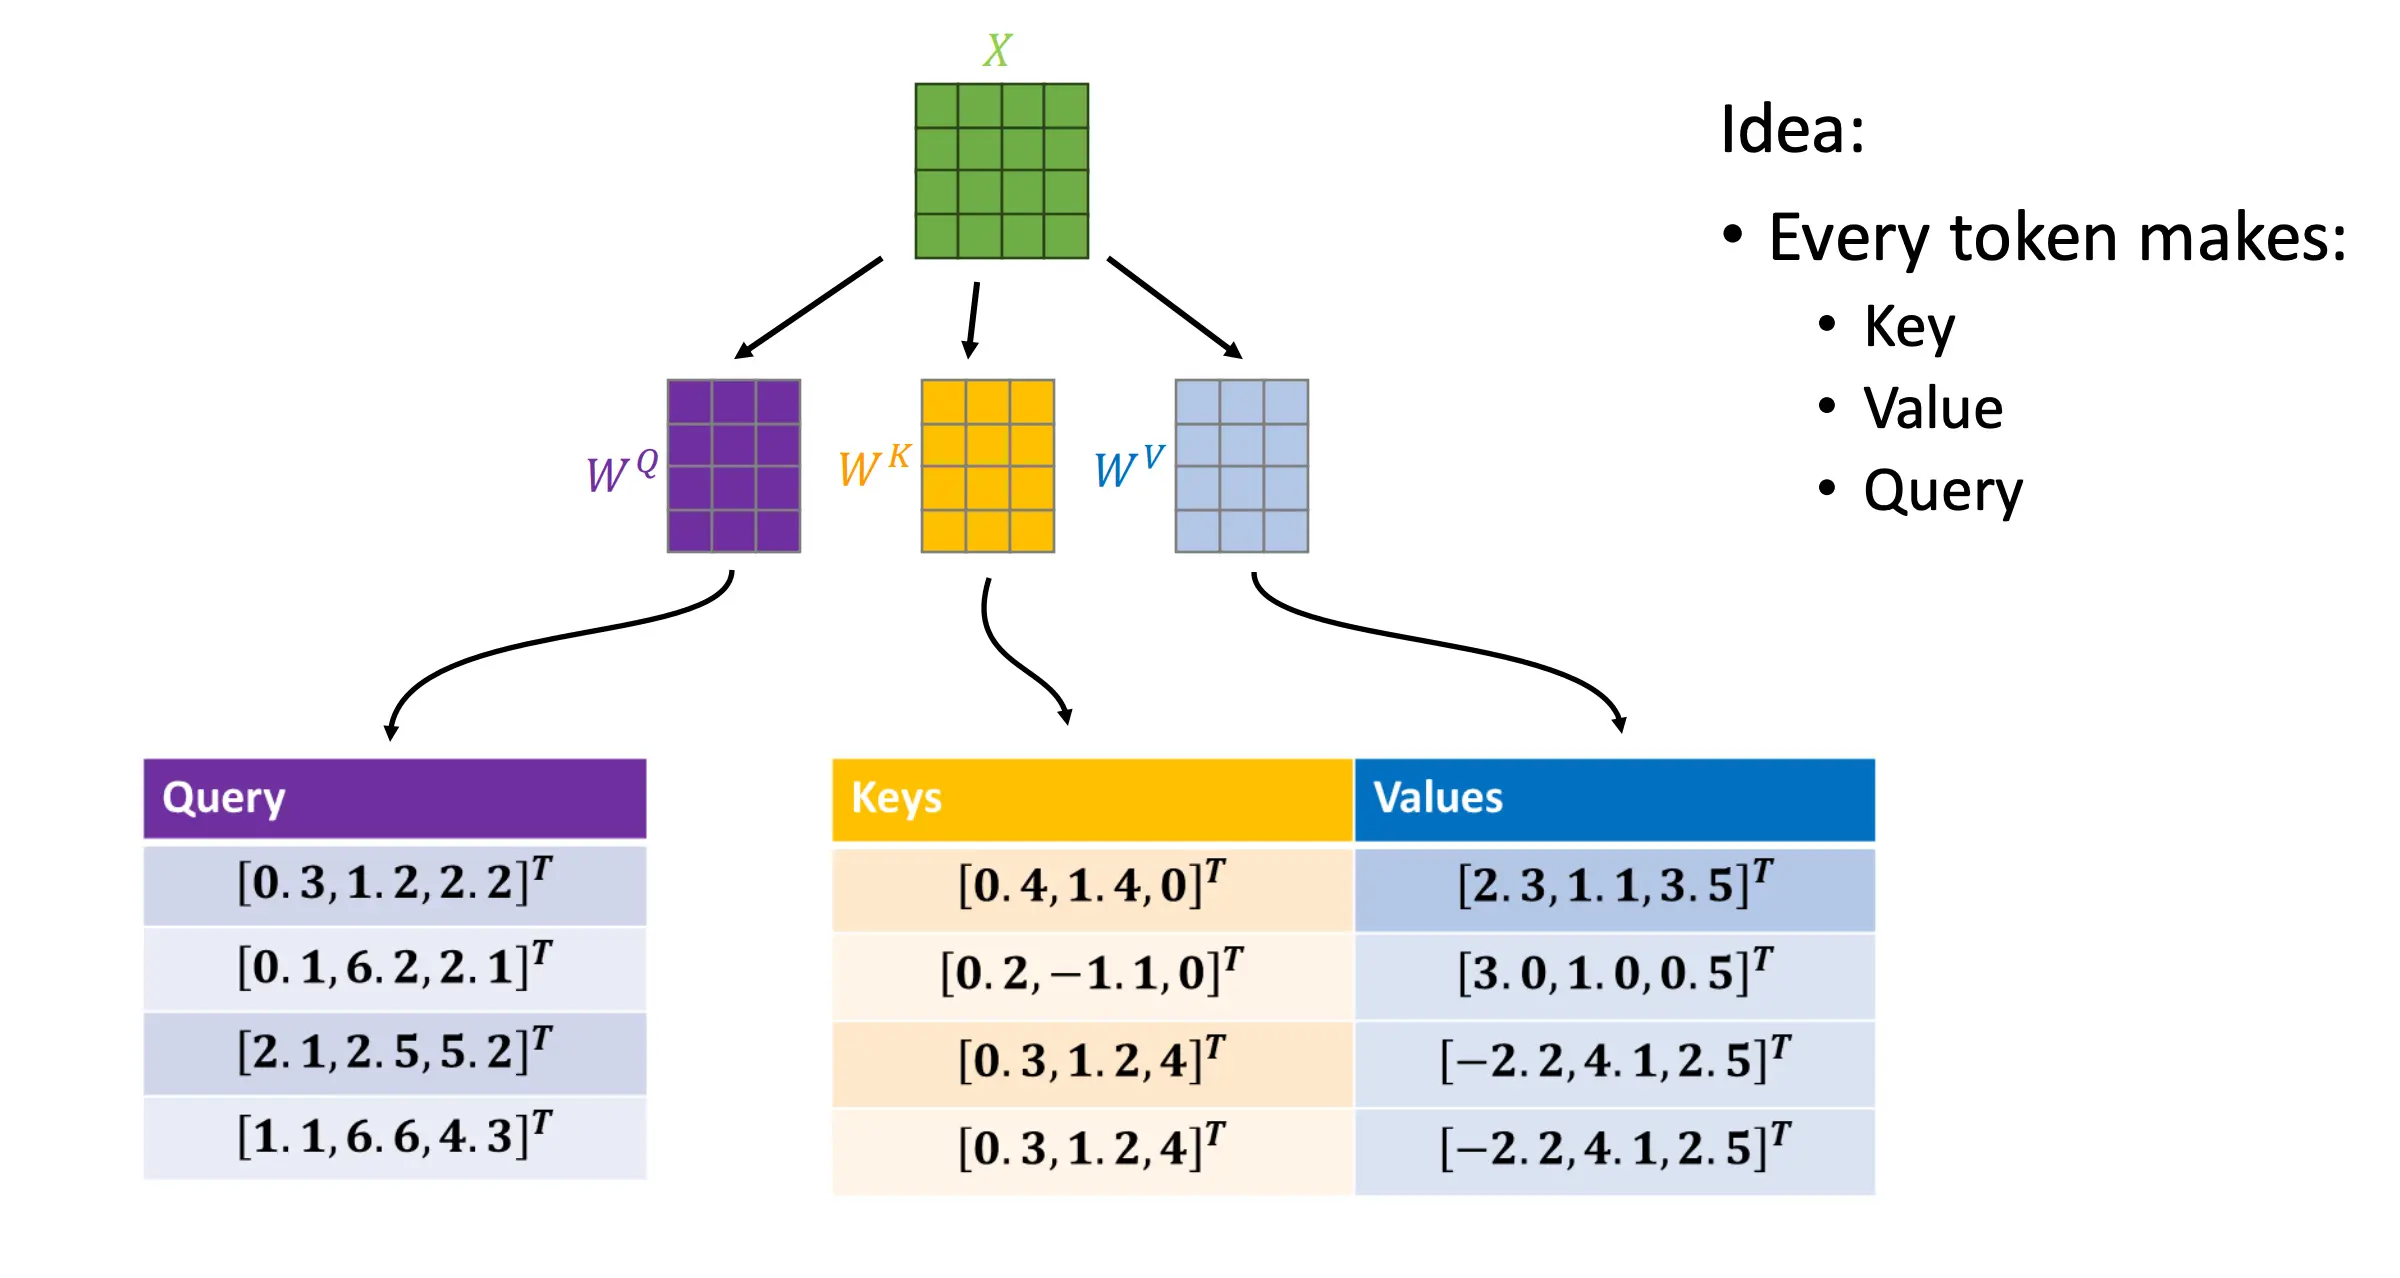 X
Idea:
• Every token makes:
• Key
• Value
• Query
W^Q
W^K
W^V
Query
[0.3, 1.2, 2.2]^T
[0.1, 6.2, 2.1]^T
[2.1, 2.5, 5.2]^T
[1.1, 6.6, 4.3]^T
Keys Values
[0.4, 1.4, 0]^T [2.3, 1.1, 3.5]^T
[0.2, −1.1, 0]^T [3.0, 1.0, 0.5]^T
[0.3, 1.2, 4]^T [−2.2, 4.1, 2.5]^T
[0.3, 1.2, 4]^T [−2.2, 4.1, 2.5]^T